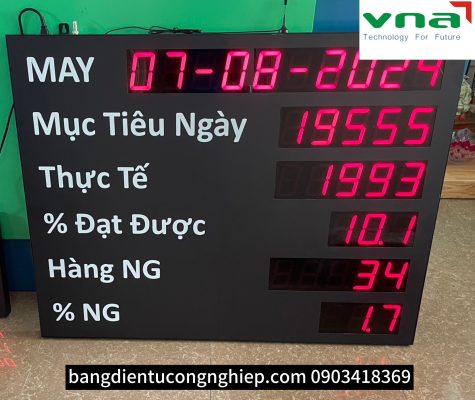 vna
Technology For Future
MAY 07-08-2024
Mục Tiêu Ngày 19555
Thực Tế 1993
% Đạt Được 10.1
Hàng NG 34
% NG 1.7
bangdientucongnghiep.com 0903418369